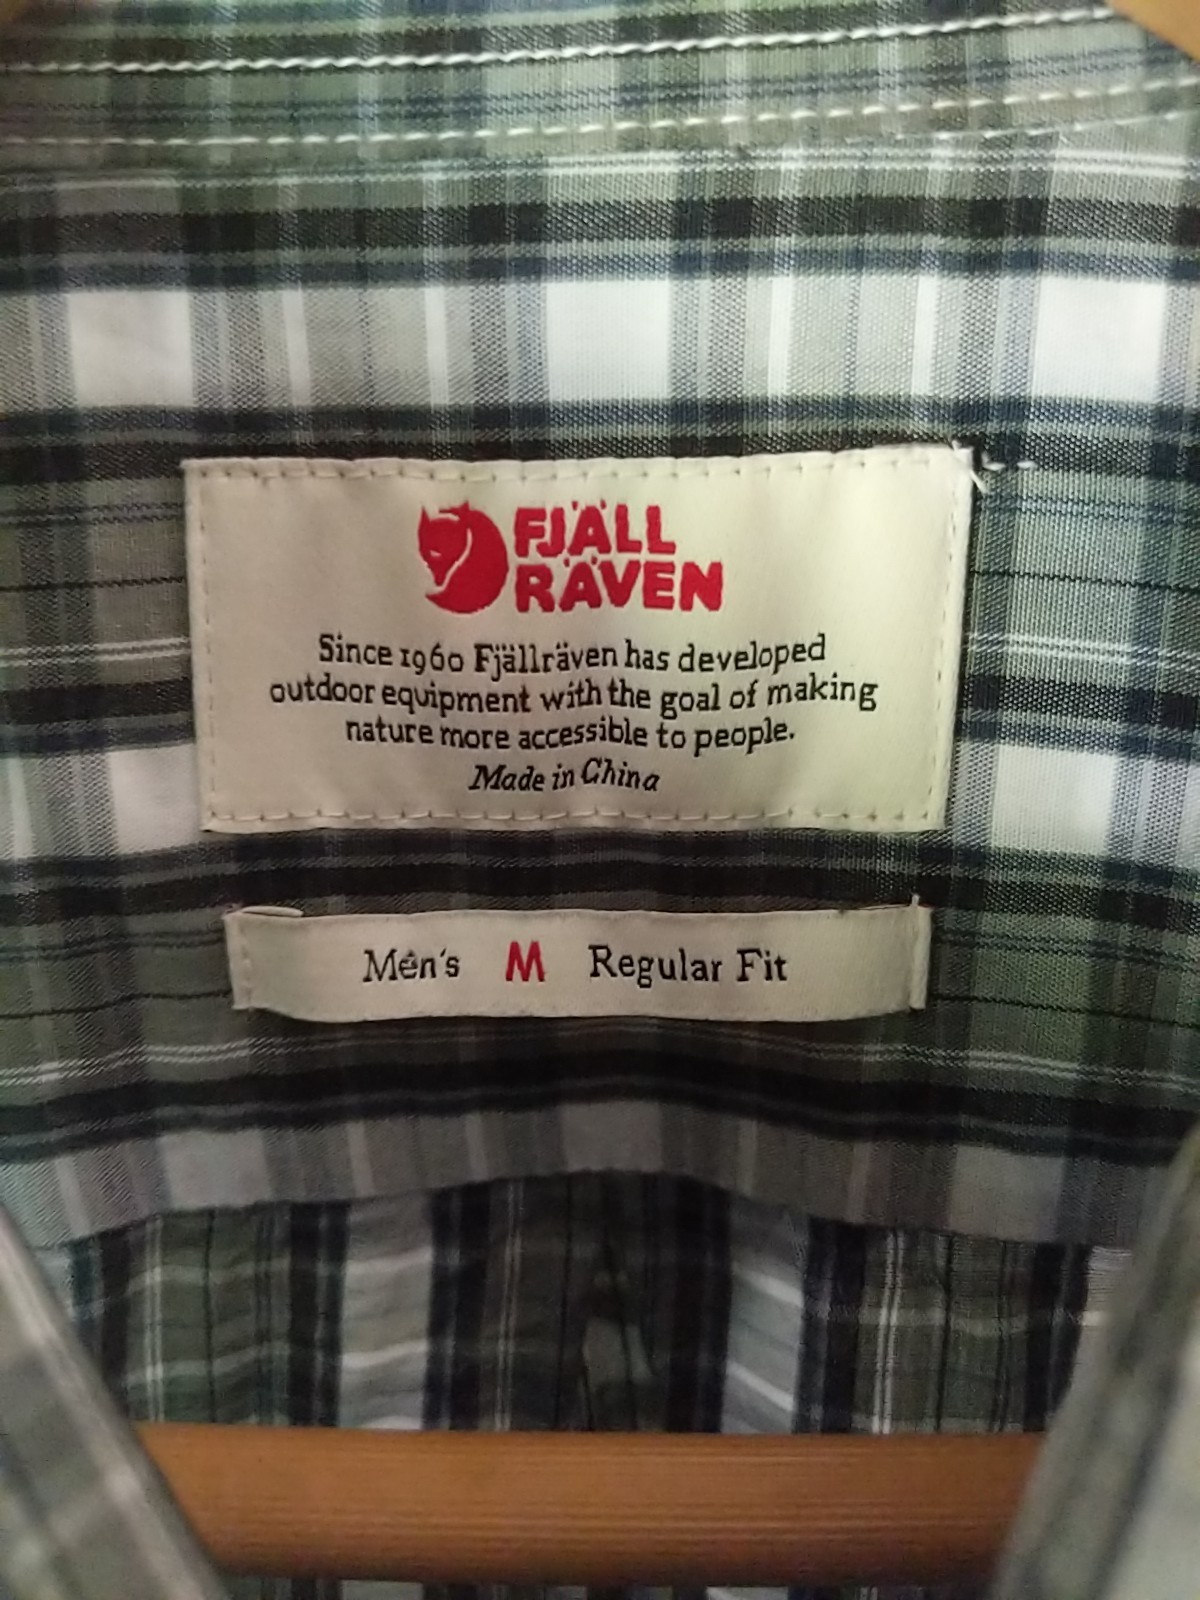 FJÄLL
RÄVEN
Since 1960 Fjällräven has developed
outdoor equipment with the goal of making
nature more accessible to people.
Made in China
Men's M Regular Fit